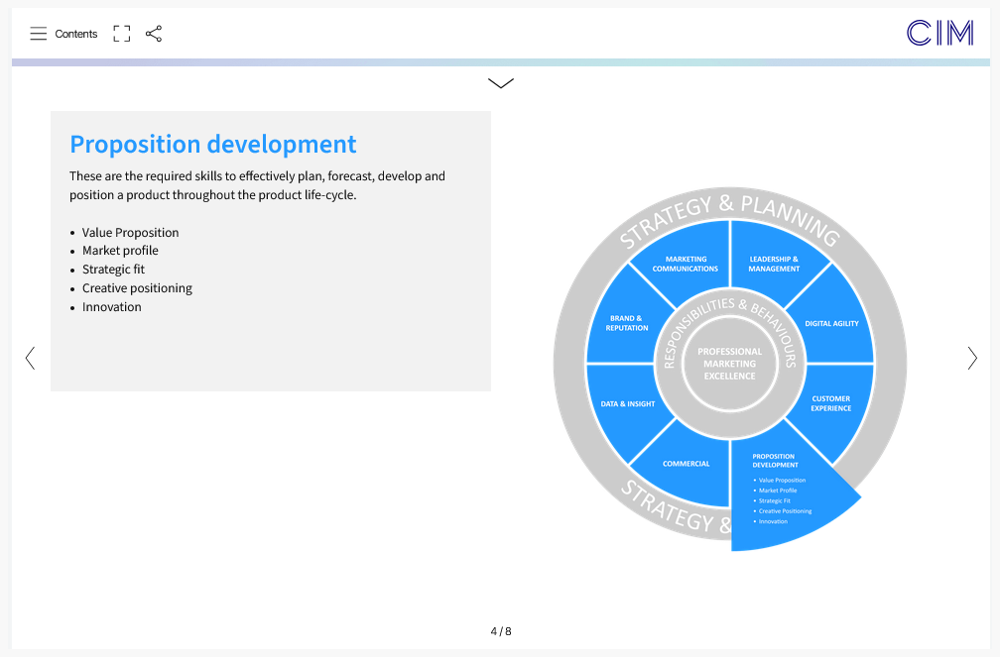 Contents
CIM
Proposition development
These are the required skills to effectively plan, forecast, develop and
position a product throughout the product life-cycle.
• Value Proposition
• Market profile
• Strategic fit
• Creative positioning
• Innovation
STRATEGY & PLANNING
MARKETING
COMMUNICATIONS
LEADERSHIP &
MANAGEMENT
BRAND &
REPUTATION
RESPONSIBILITIES & BEHAVIOURS
DIGITAL AGILITY
PROFESSIONAL
MARKETING
EXCELLENCE
DATA & INSIGHT
CUSTOMER
EXPERIENCE
COMMERCIAL
PROPOSITION
DEVELOPMENT
• Value Proposition
• Market Profile
• Strategic Fit
• Creative Positioning
• Innovation
STRATEGY &
4 / 8